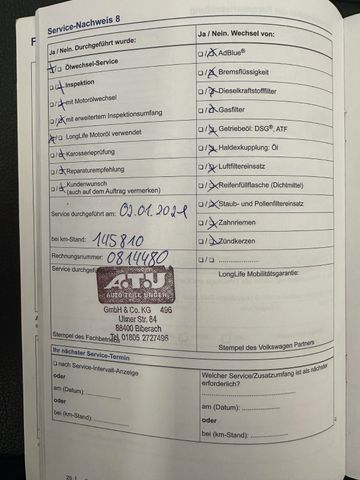 Service-Nachweis 8
Ja / Nein. Durchgeführt wurde:
Ölwechsel-Service
Inspektion
mit Motorölwechsel
mit erweitertem Inspektionsumfang
LongLife Motoröl verwendet
Karosserieprüfung
Reparaturempfehlung
Kundenwunsch
(auch auf dem Auftrag vermerken)
Service durchgeführt am: 02.01.2021
bei km-Stand: 145810
Rechnungsnummer: 0814480
Service durchgefü
A.T.U
AUTO-TEILE-UNGER
GmbH & Co. KG 496
Ulmer Str. 84
88400 Biberach
Tel. 01805 2727496
Stempel des Fachbetriebs
Ja / Nein. Wechsel von:
AdBlue®
Bremsflüssigkeit
Dieselkraftstofffilter
Gasfilter
Getriebeöl: DSG®, ATF
Haldexkupplung: Öl
Luftfiltereinsatz
Reifenfüllflasche (Dichtmittel)
Staub- und Pollenfiltereinsatz
Zahnriemen
Zündkerzen
LongLife Mobilitätsgarantie:
Stempel des Volkswagen Partners
Ihr nächster Service-Termin
nach Service-Intervall-Anzeige
oder
am (Datum):
oder
bei (km-Stand):
Welcher Service/Zusatzumfang ist als nächster
erforderlich?
am (Datum):
oder
bei (km-Stand):